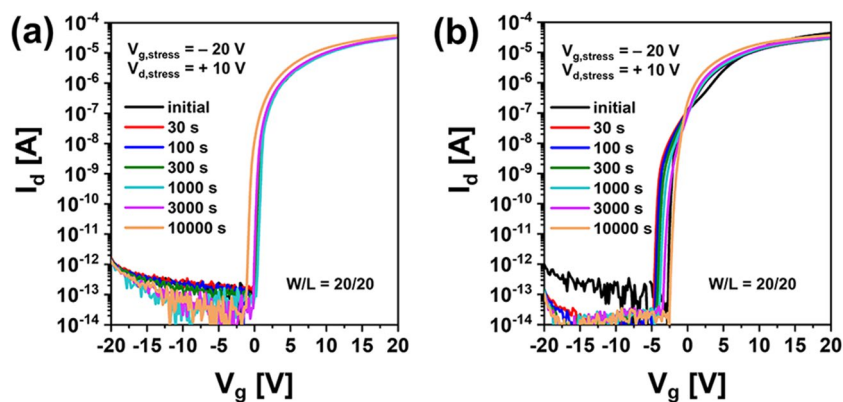 (a)
V_g,stress = – 20 V
V_d,stress = + 10 V
initial
30 s
100 s
300 s
1000 s
3000 s
10000 s
W/L = 20/20
I_d [A]
10^-4
10^-5
10^-6
10^-7
10^-8
10^-9
10^-10
10^-11
10^-12
10^-13
10^-14
-20 -15 -10 -5 0 5 10 15 20
V_g [V]
(b)
V_g,stress = – 20 V
V_d,stress = + 10 V
initial
30 s
100 s
300 s
1000 s
3000 s
10000 s
W/L = 20/20
I_d [A]
10^-4
10^-5
10^-6
10^-7
10^-8
10^-9
10^-10
10^-11
10^-12
10^-13
10^-14
-20 -15 -10 -5 0 5 10 15 20
V_g [V]